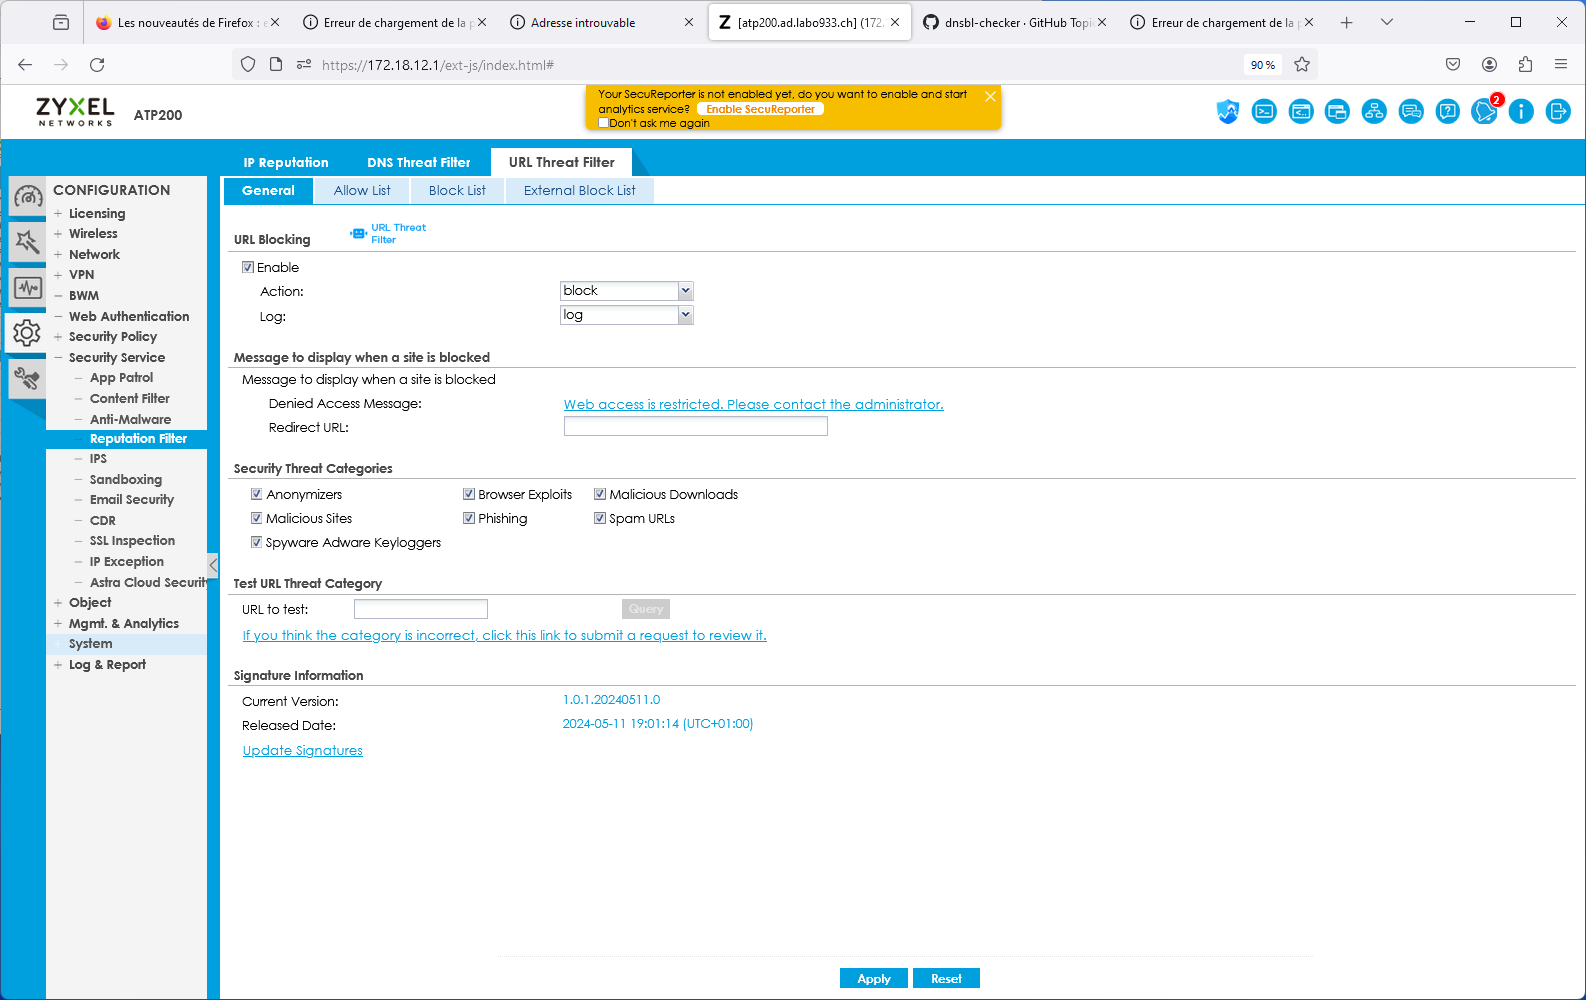 Les nouveautés de Firefox : e
Erreur de chargement de la p
Adresse introuvable
[atp200.ad.labo933.ch] (172.
dnsbl-checker · GitHub Topic
Erreur de chargement de la p
https://172.18.12.1/ext-js/index.html#
90 %
ZYXEL
NETWORKS
ATP200
Your SecuReporter is not enabled yet, do you want to enable and start
analytics service? Enable SecuReporter
Don't ask me again
2
IP Reputation
DNS Threat Filter
URL Threat Filter
General
Allow List
Block List
External Block List
CONFIGURATION
Licensing
Wireless
Network
VPN
BWM
Web Authentication
Security Policy
Security Service
App Patrol
Content Filter
Anti-Malware
Reputation Filter
IPS
Sandboxing
Email Security
CDR
SSL Inspection
IP Exception
Astra Cloud Security
Object
Mgmt. & Analytics
System
Log & Report
URL Blocking
URL Threat
Filter
Enable
Action: block
Log: log
Message to display when a site is blocked
Message to display when a site is blocked
Denied Access Message: Web access is restricted. Please contact the administrator.
Redirect URL:
Security Threat Categories
Anonymizers Browser Exploits Malicious Downloads
Malicious Sites Phishing Spam URLs
Spyware Adware Keyloggers
Test URL Threat Category
URL to test: Query
If you think the category is incorrect, click this link to submit a request to review it.
Signature Information
Current Version: 1.0.1.20240511.0
Released Date: 2024-05-11 19:01:14 (UTC+01:00)
Update Signatures
Apply Reset